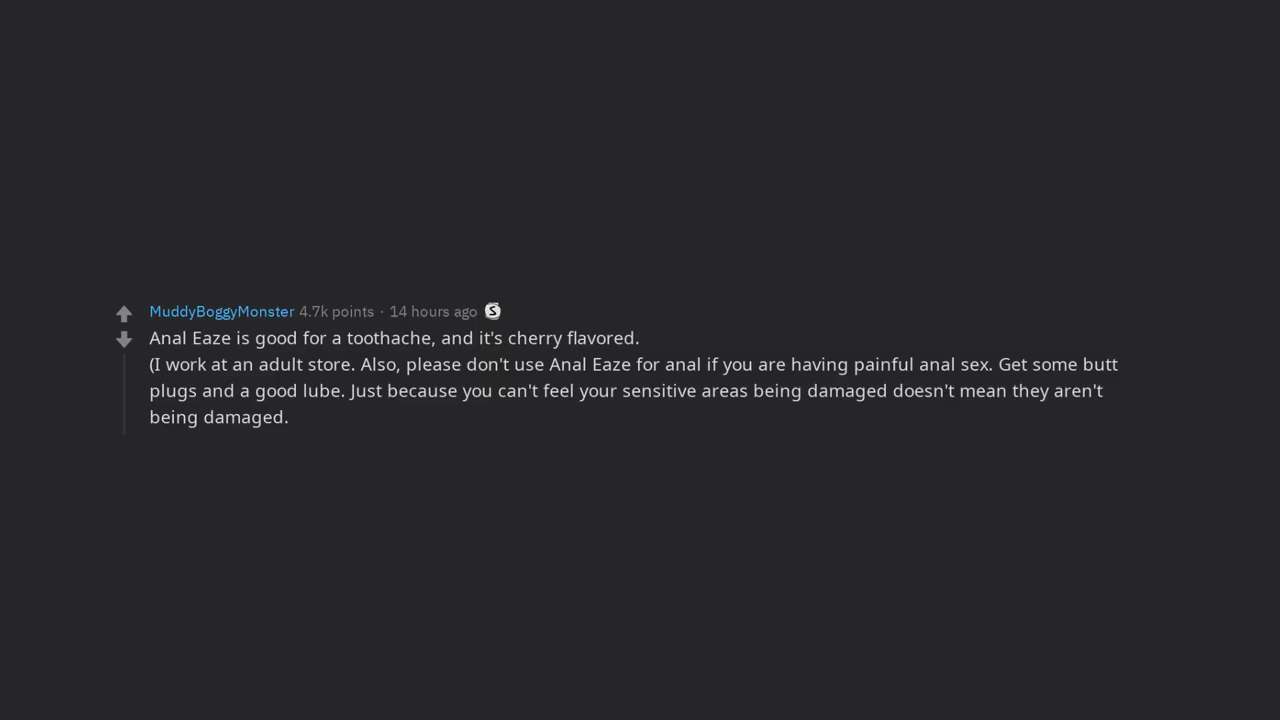 MuddyBoggyMonster 4.7k points · 14 hours ago
Anal Eaze is good for a toothache, and it's cherry flavored.
(I work at an adult store. Also, please don't use Anal Eaze for anal if you are having painful anal sex. Get some butt
plugs and a good lube. Just because you can't feel your sensitive areas being damaged doesn't mean they aren't
being damaged.